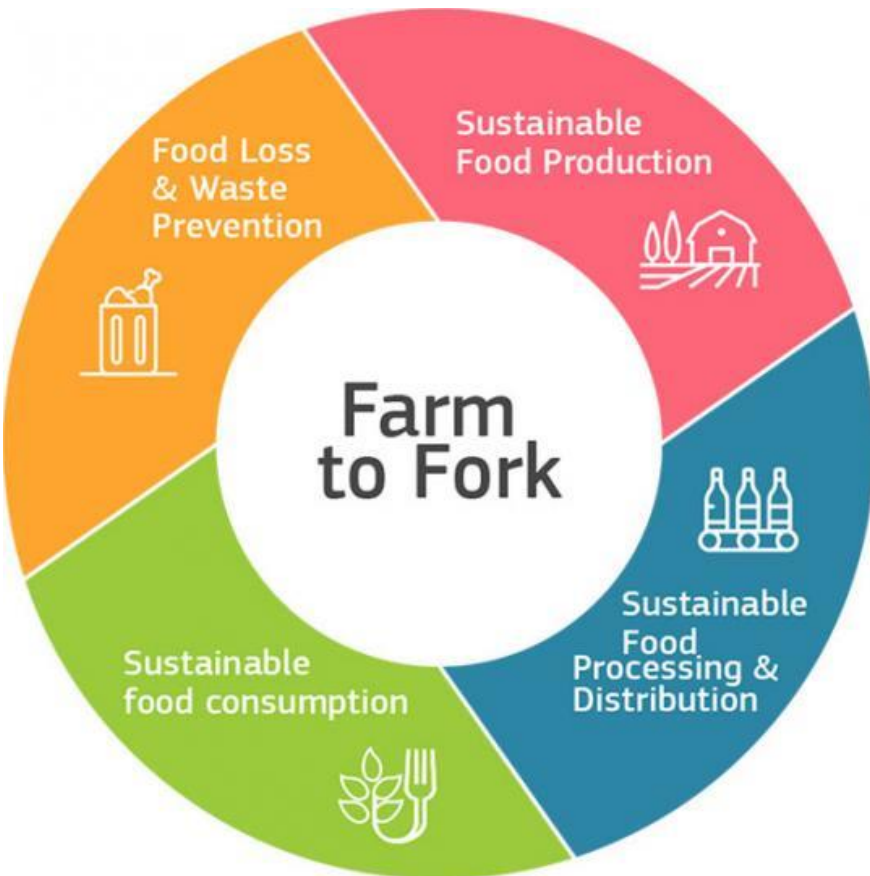 Farm
to Fork
Sustainable
Food Production
Sustainable
Food
Processing &
Distribution
Sustainable
food consumption
Food Loss
& Waste
Prevention